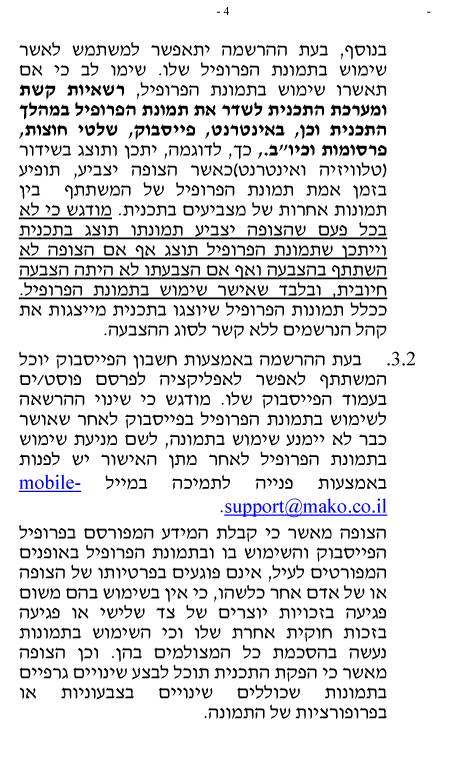 - 4 -
בנוסף, בעת ההרשמה יתאפשר למשתמש לאשר
שימוש בתמונת הפרופיל שלו. שימו לב כי אם
תאשרו שימוש בתמונת הפרופיל, רשאיות קשת
ומערכת התכנית לשדר את תמונת הפרופיל במהלך
התכנית וכן, באינטרנט, פייסבוק, שלטי חוצות,
פרסומות וכיו"ב., כך, לדוגמה, יתכן ותוצג בשידור
(טלוויזיה ואינטרנט)כאשר הצופה יצביע, תופיע
בזמן אמת תמונת הפרופיל של המשתתף בין
תמונות אחרות של מצביעים בתכנית. מודגש כי לא
בכל פעם שהצופה יצביע תמונתו תוצג בתכנית
וייתכן שתמונת הפרופיל תוצג אף אם הצופה לא
השתתף בהצבעה ואף אם הצבעתו לא היתה הצבעה
חיובית, ובלבד שאישר שימוש בתמונת הפרופיל.
ככלל תמונות הפרופיל שיוצגו בתכנית מייצגות את
קהל הנרשמים ללא קשר לסוג ההצבעה.
3.2. בעת ההרשמה באמצעות חשבון הפייסבוק יוכל
המשתתף לאפשר לאפליקציה לפרסם פוסט/ים
בעמוד הפייסבוק שלו. מודגש כי שינוי ההרשאה
לשימוש בתמונת הפרופיל בפייסבוק לאחר שאושר
כבר לא יימנע שימוש בתמונה, לשם מניעת שימוש
בתמונת הפרופיל לאחר מתן האישור יש לפנות
באמצעות פנייה לתמיכה במייל mobile-
support@mako.co.il.
הצופה מאשר כי קבלת המידע המפורסם בפרופיל
הפייסבוק והשימוש בו ובתמונת הפרופיל באופנים
המפורטים לעיל, אינם פוגעים בפרטיותו של הצופה
או של אדם אחר כלשהו, כי אין בשימוש בהם משום
פגיעה בזכויות יוצרים של צד שלישי או פגיעה
בזכות חוקית אחרת שלו וכי השימוש בתמונות
נעשה בהסכמת כל המצולמים בהן. וכן הצופה
מאשר כי הפקת התכנית תוכל לבצע שינויים גרפיים
בתמונות שכוללים שינויים בצבעוניות או
בפרופורציות של התמונה.